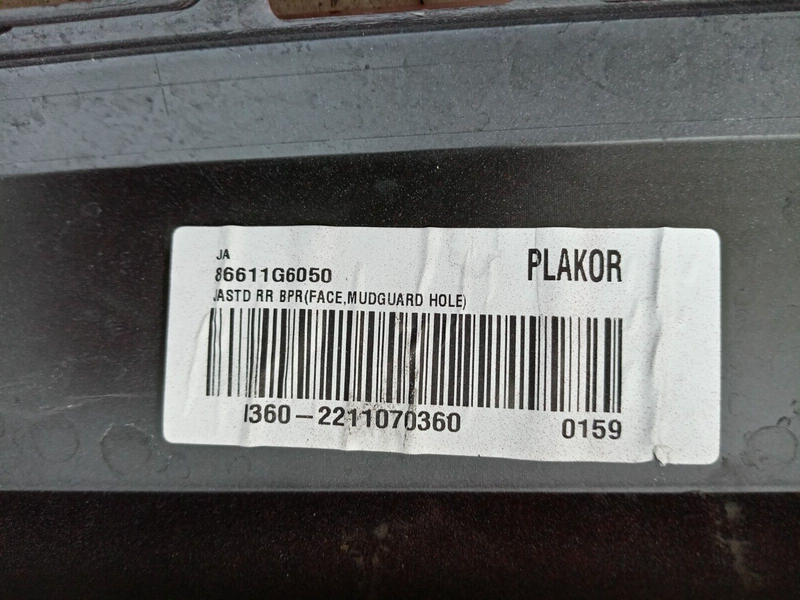 JA
86611G6050
PLAKOR
JASTD RR BPR(FACE,MUDGUARD HOLE)
I360-2211070360
0159